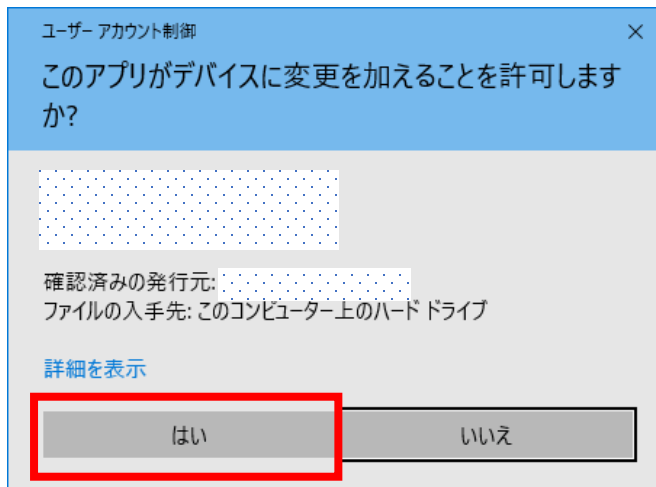 ユーザー アカウント制御
このアプリがデバイスに変更を加えることを許可します
か?
確認済みの発行元:
ファイルの入手先: このコンピューター上のハード ドライブ
詳細を表示
はい
いいえ